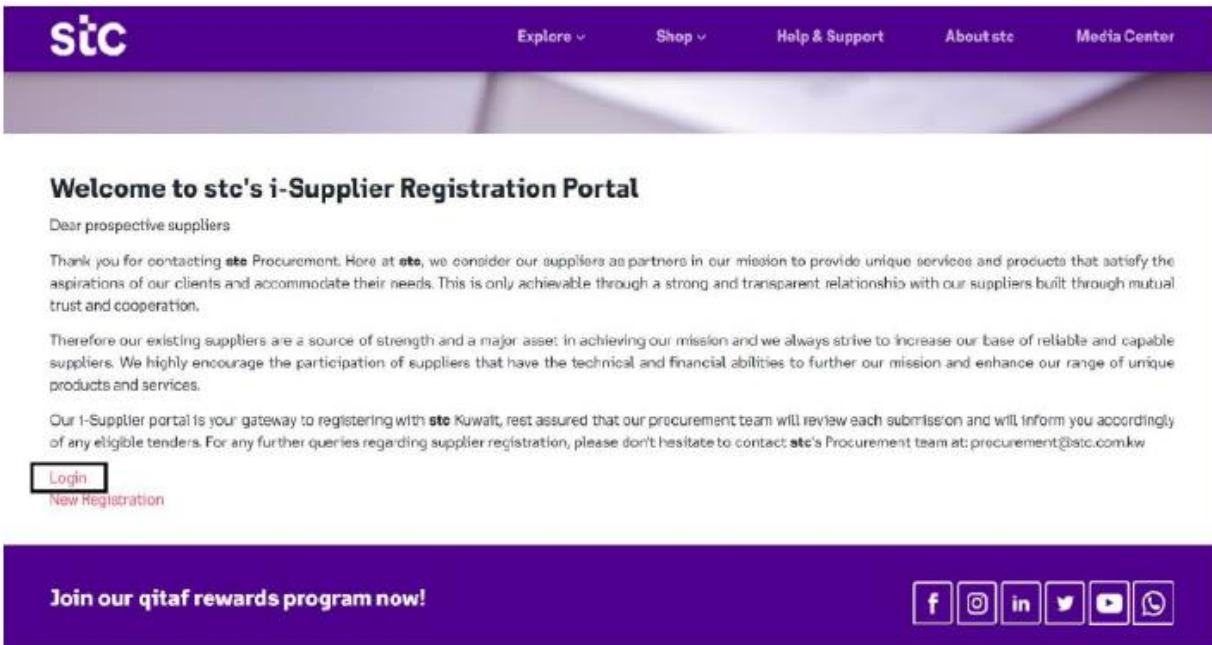 stc
Explore Shop Help & Support About stc Media Center
Welcome to stc's i-Supplier Registration Portal
Dear prospective suppliers
Thank you for contacting stc Procurement. Here at stc, we consider our suppliers as partners in our mission to provide unique services and products that satisfy the
aspirations of our clients and accommodate their needs. This is only achievable through a strong and transparent relationship with our suppliers built through mutual
trust and cooperation.
Therefore our existing suppliers are a source of strength and a major asset in achieving our mission and we always strive to increase our base of reliable and capable
suppliers. We highly encourage the participation of suppliers that have the technical and financial abilities to further our mission and enhance our range of unique
products and services.
Our i-Supplier portal is your gateway to registering with stc Kuwait, rest assured that our procurement team will review each submission and will inform you accordingly
of any eligible tenders. For any further queries regarding supplier registration, please don't hesitate to contact stc's Procurement team at: procurement@stc.com.kw
Login
New Registration
Join our qitaf rewards program now!